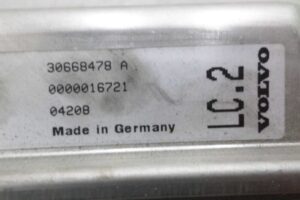 30668478 A
0000016721
04208
Made in Germany
LC.2
VOLVO